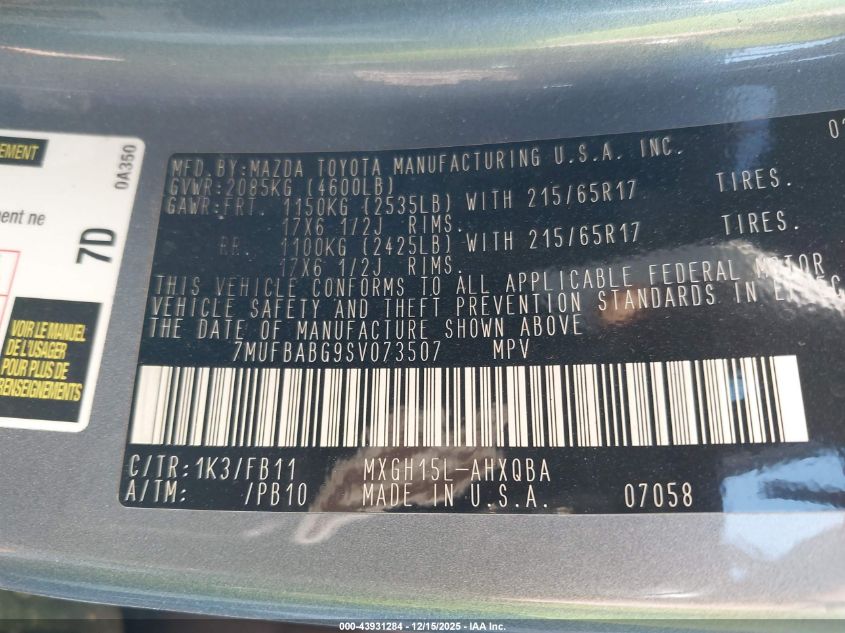 EMENT
0A350
ment ne
7D
VOIR LE MANUEL
DE L'USAGER
POUR PLUS DE
RENSEIGNEMENTS
MFD.BY:MAZDA TOYOTA MANUFACTURING U.S.A. INC.
GVWR:2085KG (4600LB)
GAWR:FRT. 1150KG (2535LB) WITH 215/65R17 TIRES.
17X6 1/2J RIMS.
RR. 1100KG (2425LB) WITH 215/65R17 TIRES.
17X6 1/2J RIMS.
THIS VEHICLE CONFORMS TO ALL APPLICABLE FEDERAL MOTOR
VEHICLE SAFETY AND THEFT PREVENTION STANDARDS IN
THE DATE OF MANUFACTURE SHOWN ABOVE
7MUFBABG9SV073507 MPV
C/TR:1K3/FB11 MXGH15L-AHXQBA
A/TM: /PB10 MADE IN U.S.A. 07058
000-43931284 - 12/15/2025 - IAA Inc.